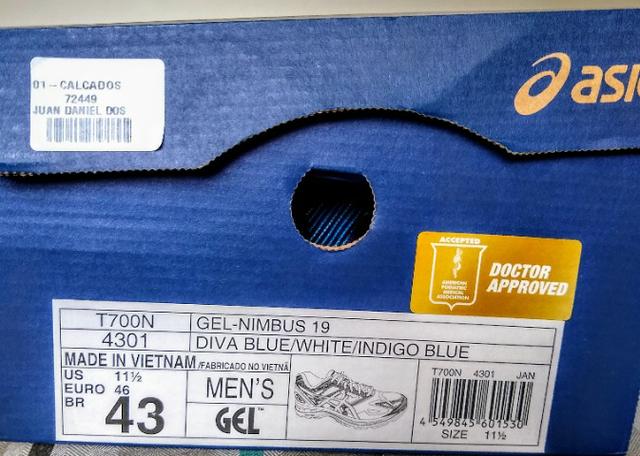 01 - CALCADOS
72449
JUAN DANIEL DOS
asi
ACCEPTED
AMERICAN
PODIATRIC
MEDICAL
ASSOCIATION
DOCTOR
APPROVED
T700N GEL-NIMBUS 19
4301 DIVA BLUE/WHITE/INDIGO BLUE
MADE IN VIETNAM /FABRICADO NO VIETNÃ
US 11½
EURO 46
BR 43
MEN'S
GEL™
T700N 4301 JAN
4 549845 601530
SIZE 11½